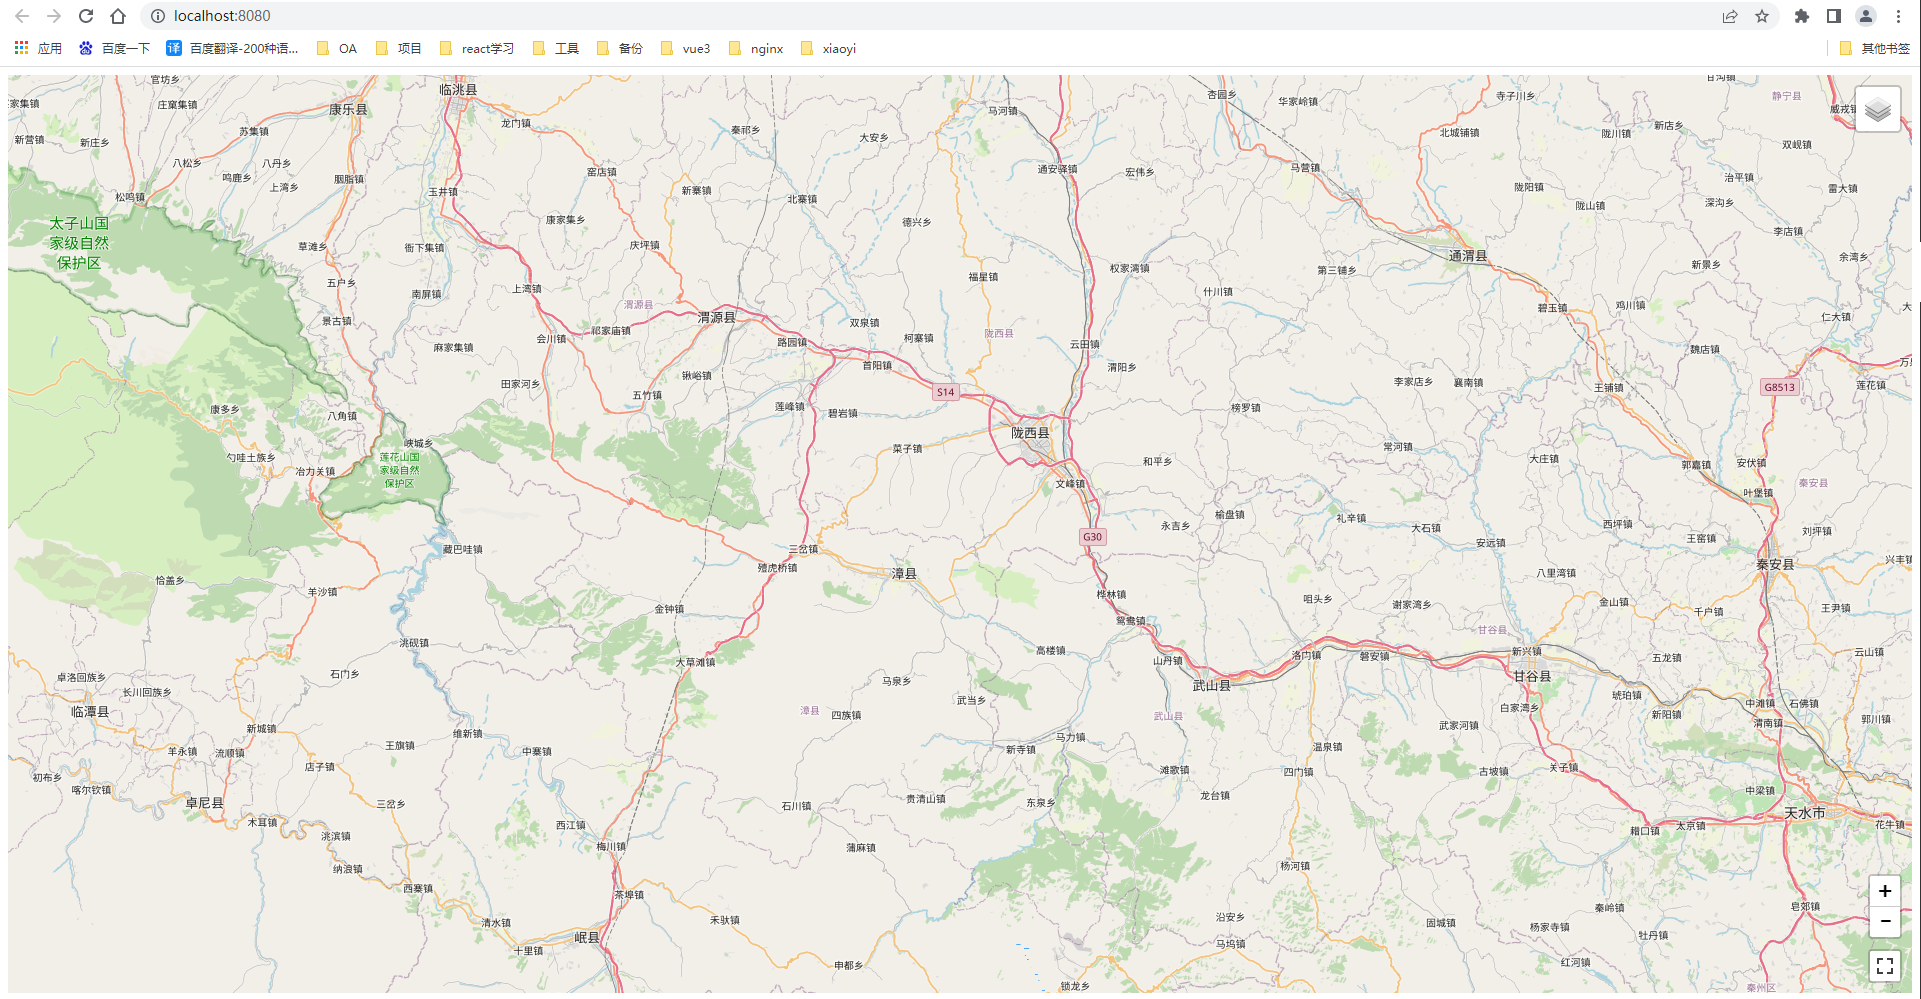 localhost:8080
应用 百度一下 百度翻译-200种语... OA 项目 react学习 工具 备份 vue3 nginx xiaoyi 其他书签
官坊乡 临洮县 杏园乡 华家岭镇 寺子川乡 静宁县
庄窠集镇 康乐县 马河镇 威戎
苏集镇 龙门镇 秦祁乡 大安乡 北城铺镇 陇川镇 新店乡
新营镇 新庄乡 双岘镇
八松乡 八丹乡 窑店镇 通安驿镇 宏伟乡 马营镇
鸣鹿乡 上湾乡 胭脂镇 治平镇
松鸣镇 玉井镇 新寨镇 北寨镇 陇阳镇 雷大镇
太子山国 康家集乡 德兴乡 陇山镇 深沟乡
家级自然 草滩乡 衙下集镇 庆坪镇 李店镇
保护区 通渭县 余湾乡
五户乡 福星镇 权家湾镇 第三铺乡 新景乡
南屏镇 上湾镇 渭源县 什川镇
景古镇 渭源县 双泉镇 碧玉镇 鸡川镇 仁大镇
会川镇 祁家庙镇 柯寨镇 陇西县
麻家集镇 路园镇 云田镇 魏店镇
首阳镇 渭阳乡
田家河乡 锹峪镇 李家店乡 襄南镇 王铺镇 G8513 莲花镇
五竹镇 S14
康多乡 八角镇 莲峰镇 碧岩镇 榜罗镇
峡城乡 陇西县
莲花山国 菜子镇 常河镇
勺哇土族乡 家级自然 和平乡 大庄镇 郭嘉镇 安伏镇
冶力关镇 保护区 文峰镇 秦安县
叶堡镇
永吉乡 榆盘镇 礼辛镇 大石镇 西坪镇 刘坪镇
藏巴哇镇 三岔镇 G30 安远镇 王窑镇
殪虎桥镇 漳县 秦安县 兴丰镇
恰盖乡 八里湾镇
羊沙镇 桦林镇 咀头乡 谢家湾乡 金山镇
金钟镇 鸳鸯镇 千户镇 王尹镇
洮砚镇 高楼镇 甘谷县
大草滩镇 山丹镇 洛门镇 磐安镇 新兴镇 五龙镇 云山镇
卓洛回族乡 石门乡 马泉乡 武山县 甘谷县
长川回族乡 武当乡 琥珀镇
临潭县 漳县 四族镇 武山县 白家湾乡 新阳镇 中滩镇 石佛镇
新城镇 维新镇 马力镇 武家河镇 渭南镇 郭川镇
羊永镇 流顺镇 王旗镇 中寨镇 新寺镇 温泉镇
初布乡 店子镇 滩歌镇 四门镇 古坡镇 关子镇
喀尔钦镇 贵清山镇 龙台镇 中梁镇
卓尼县 三岔乡 石川镇 东泉乡 天水市
木耳镇 洮滨镇 西江镇 耤口镇 太京镇 花牛镇
梅川镇 蒲麻镇
纳浪镇 杨河镇
西寨镇 茶埠镇
清水镇 禾驮镇 沿安乡 固城镇 秦岭镇 皂郊镇
岷县 杨家寺镇
十里镇 马坞镇 牡丹镇
申都乡 红河镇
锁龙乡 秦州区
+
−